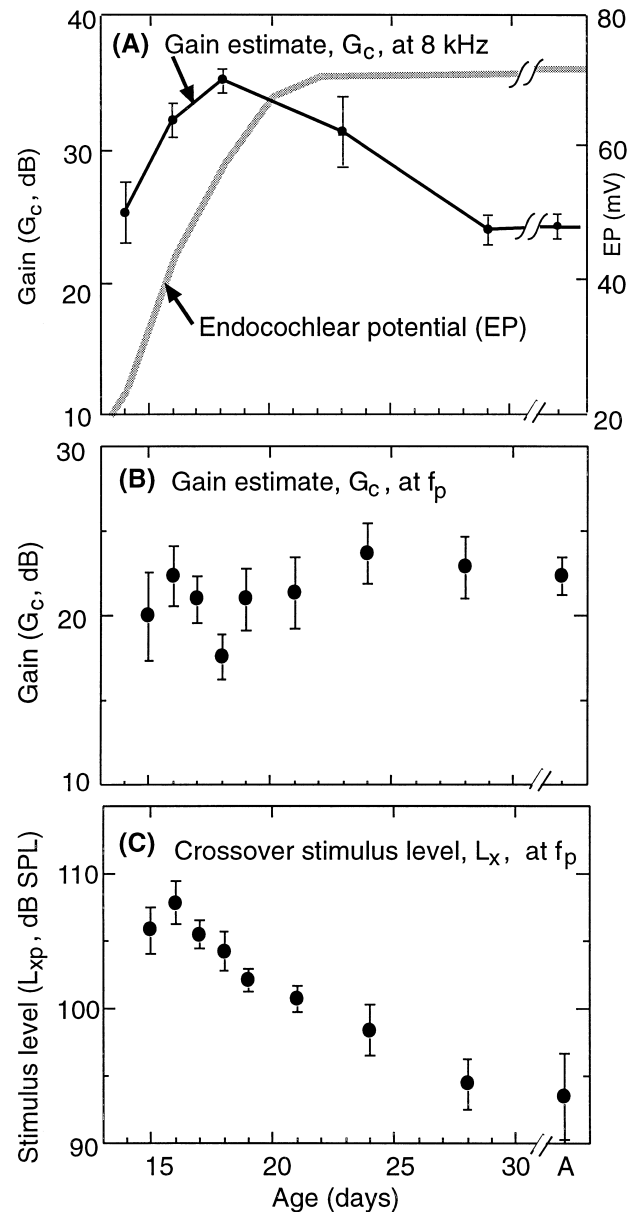 (A) Gain estimate, Gc, at 8 kHz
40
30
20
10
Gain (Gc, dB)
80
60
40
20
EP (mV)
Endocochlear potential (EP)
(B) Gain estimate, Gc, at fp
30
20
10
Gain (Gc, dB)
(C) Crossover stimulus level, Lx, at fp
110
100
90
Stimulus level (Lxp, dB SPL)
15 20 25 30 A
Age (days)